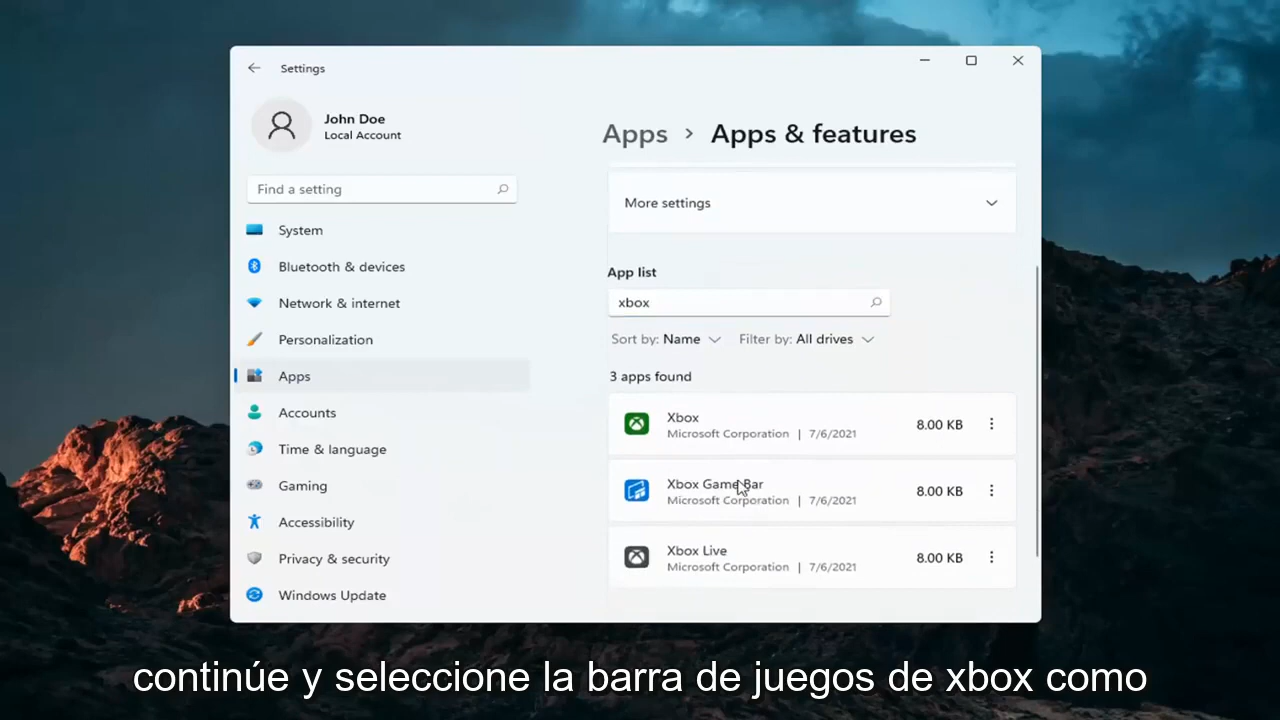 Settings
John Doe
Local Account
Find a setting
System
Bluetooth & devices
Network & internet
Personalization
Apps
Accounts
Time & language
Gaming
Accessibility
Privacy & security
Windows Update
Apps > Apps & features
More settings
App list
xbox
Sort by: Name Filter by: All drives
3 apps found
Xbox
Microsoft Corporation | 7/6/2021
8.00 KB
Xbox Game Bar
Microsoft Corporation | 7/6/2021
8.00 KB
Xbox Live
Microsoft Corporation | 7/6/2021
8.00 KB
continúe y seleccione la barra de juegos de xbox como